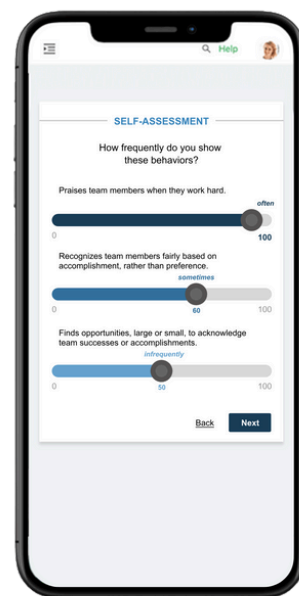 Help
SELF-ASSESSMENT
How frequently do you show
these behaviors?
Praises team members when they work hard.
often
0
100
Recognizes team members fairly based on
accomplishment, rather than preference.
sometimes
0
60
100
Finds opportunities, large or small, to acknowledge
team successes or accomplishments.
infrequently
0
50
100
Back
Next